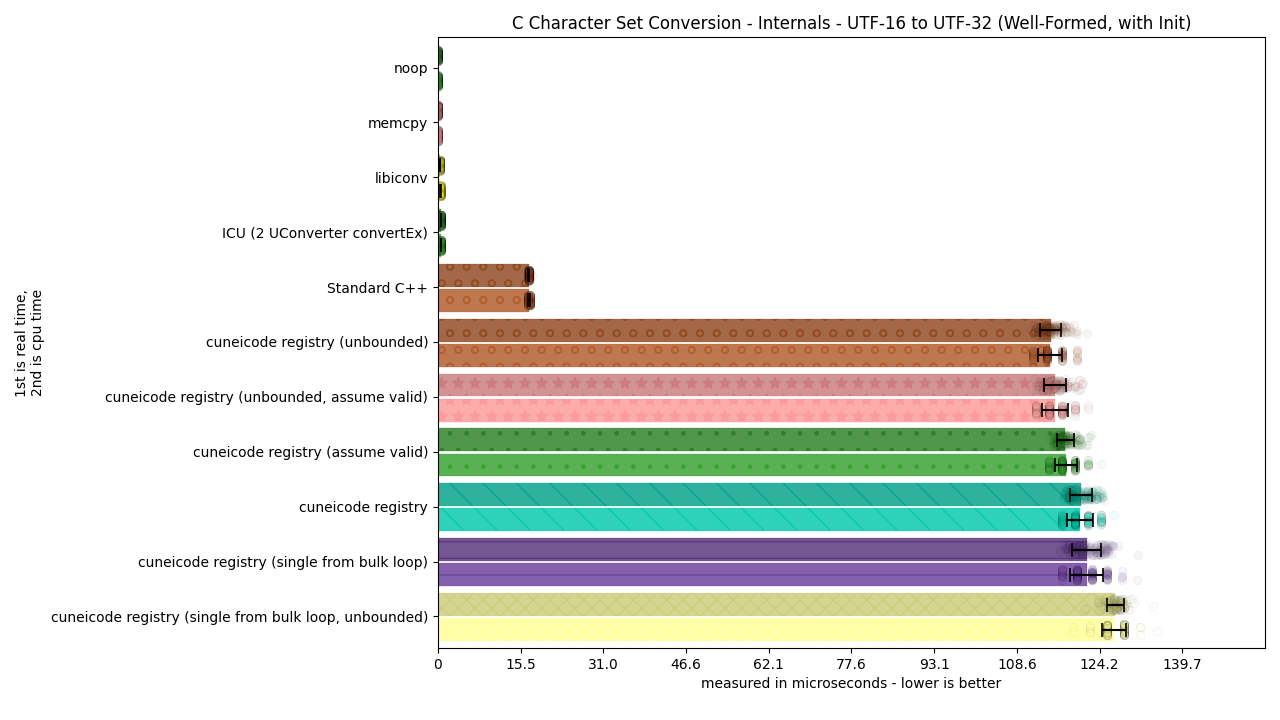 C Character Set Conversion - Internals - UTF-16 to UTF-32 (Well-Formed, with Init)
noop
memcpy
libiconv
ICU (2 UConverter convertEx)
Standard C++
cuneicode registry (unbounded)
cuneicode registry (unbounded, assume valid)
cuneicode registry (assume valid)
cuneicode registry
cuneicode registry (single from bulk loop)
cuneicode registry (single from bulk loop, unbounded)
1st is real time,
2nd is cpu time
0 15.5 31.0 46.6 62.1 77.6 93.1 108.6 124.2 139.7
measured in microseconds - lower is better